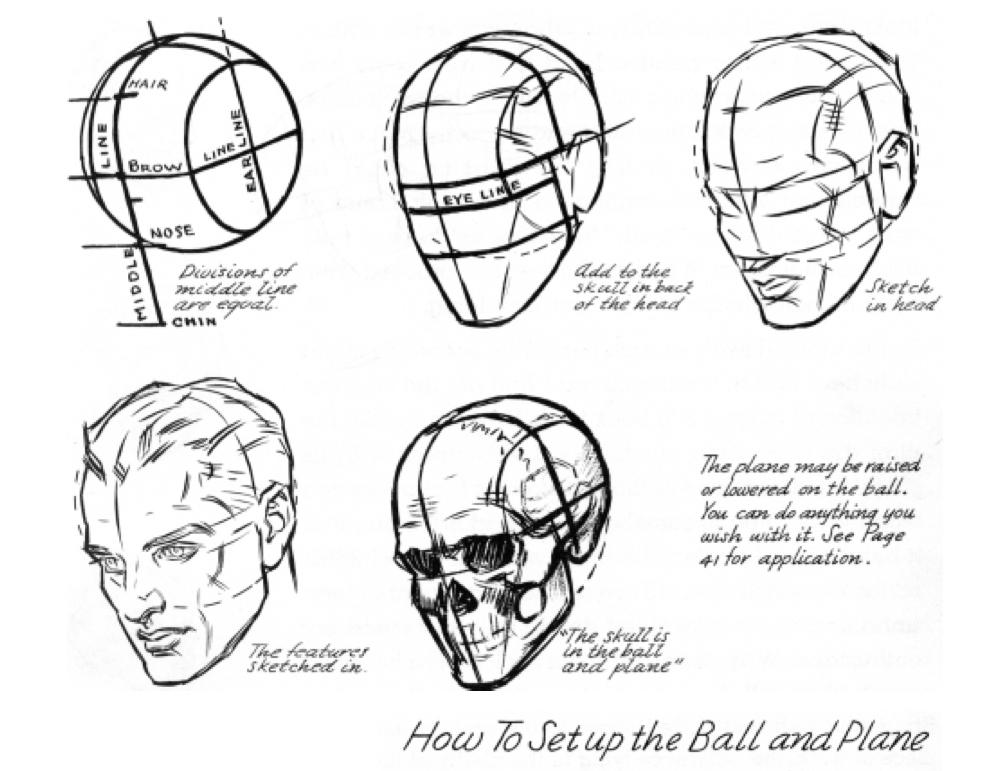 HAIR
LINE
BROW
LINE LINE
EAR
NOSE
MIDDLE
CHIN
Divisions of
middle line
are equal.
EYE LINE
Add to the
skull in back
of the head
Sketch
in head
The features
sketched in.
"The skull is
in the ball
and plane"
The plane may be raised
or lowered on the ball.
You can do anything you
wish with it. See Page
41 for application.
How To Set up the Ball and Plane